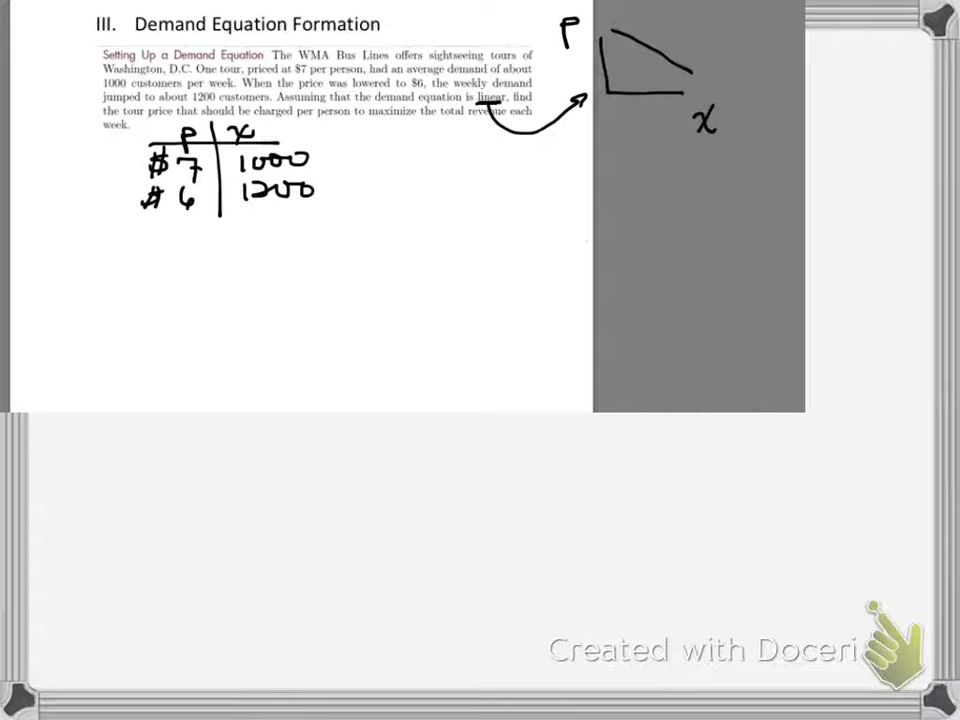 III. Demand Equation Formation
Setting Up a Demand Equation The WMA Bus Lines offers sightseeing tours of
Washington, D.C. One tour, priced at $7 per person, had an average demand of about
1000 customers per week. When the price was lowered to $6, the weekly demand
jumped to about 1200 customers. Assuming that the demand equation is linear, find
the tour price that should be charged per person to maximize the total revenue each
week.
P x
$ 7 1000
$ 6 1200
P
x
Created with Doceri